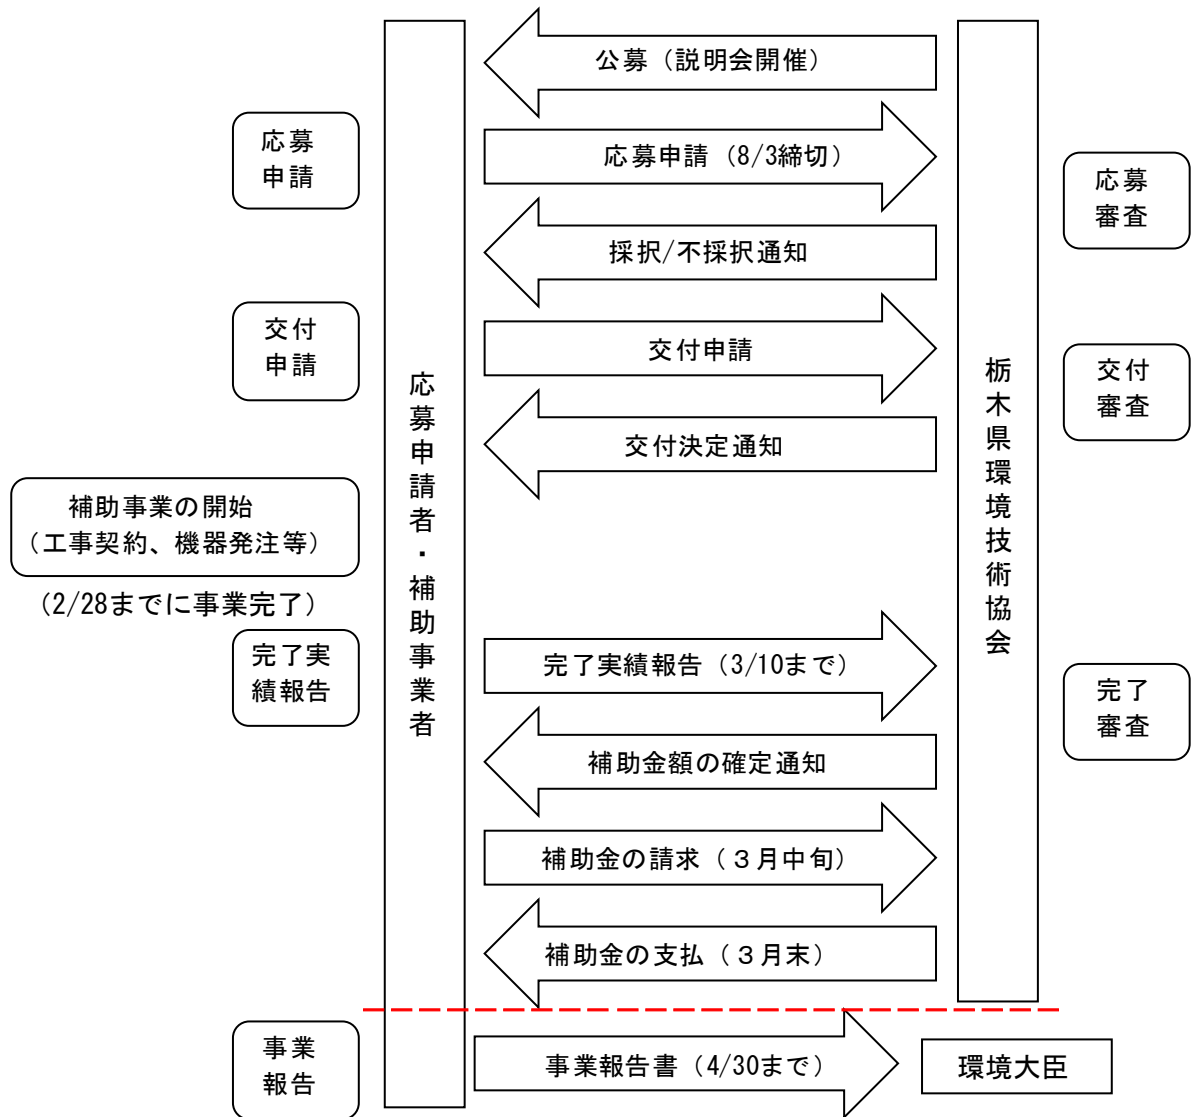 公募（説明会開催）
応募
申請
応募申請（8/3締切）
応募
審査
採択/不採択通知
交付
申請
交付申請
交付
審査
交付決定通知
応募申請者・補助事業者
栃木県環境技術協会
補助事業の開始
（工事契約、機器発注等）
（2/28までに事業完了）
完了実
績報告
完了実績報告（3/10まで）
完了
審査
補助金額の確定通知
補助金の請求（３月中旬）
補助金の支払（３月末）
事業
報告
事業報告書（4/30まで）
環境大臣